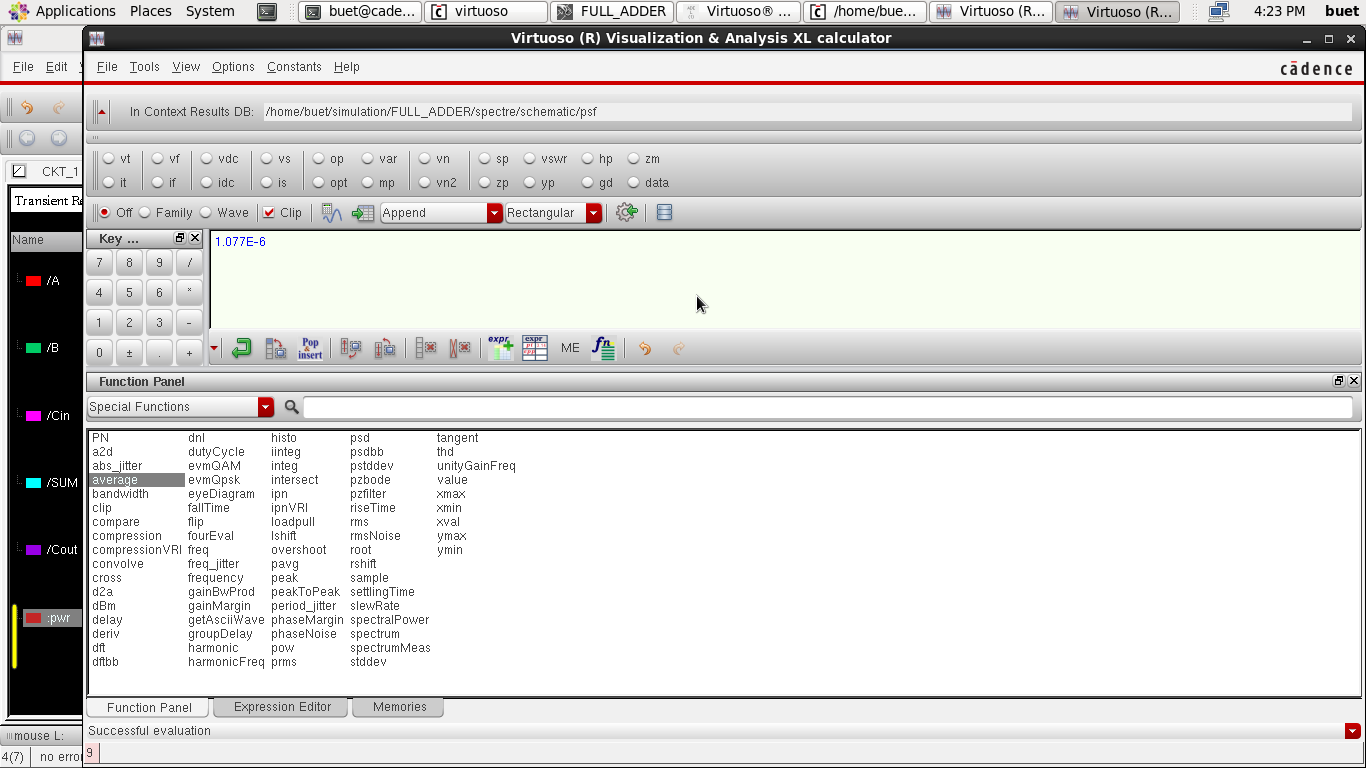 Applications Places System buet@cade... virtuoso FULL_ADDER Virtuoso® ... /home/bue... Virtuoso (R... Virtuoso (R... 4:23 PM buet
Virtuoso (R) Visualization & Analysis XL calculator
File Edit
File Tools View Options Constants Help
cādence
In Context Results DB: /home/buet/simulation/FULL_ADDER/spectre/schematic/psf
vt vf vdc vs op var vn sp vswr hp zm
it if idc is opt mp vn2 zp yp gd data
CKT_1
Transient Re
Off Family Wave Clip Append Rectangular
Name
Key ...
1.077E-6
7 8 9 /
4 5 6 *
1 2 3 -
0 ± . +
Pop insert
expr
expr
ME
fn
/A
/B
/Cin
/SUM
/Cout
:pwr
Function Panel
Special Functions
PN dnl histo psd tangent
a2d dutyCycle iinteg psdbb thd
abs_jitter evmQAM integ pstddev unityGainFreq
average evmQpsk intersect pzbode value
bandwidth eyeDiagram ipn pzfilter xmax
clip fallTime ipnVRI riseTime xmin
compare flip loadpull rms xval
compression fourEval lshift rmsNoise ymax
compressionVRI freq overshoot root ymin
convolve freq_jitter pavg rshift
cross frequency peak sample
d2a gainBwProd peakToPeak settlingTime
dBm gainMargin period_jitter slewRate
delay getAsciiWave phaseMargin spectralPower
deriv groupDelay phaseNoise spectrum
dft harmonic pow spectrumMeas
dftbb harmonicFreq prms stddev
Function Panel Expression Editor Memories
mouse L:
Successful evaluation
4(7) no erro
9